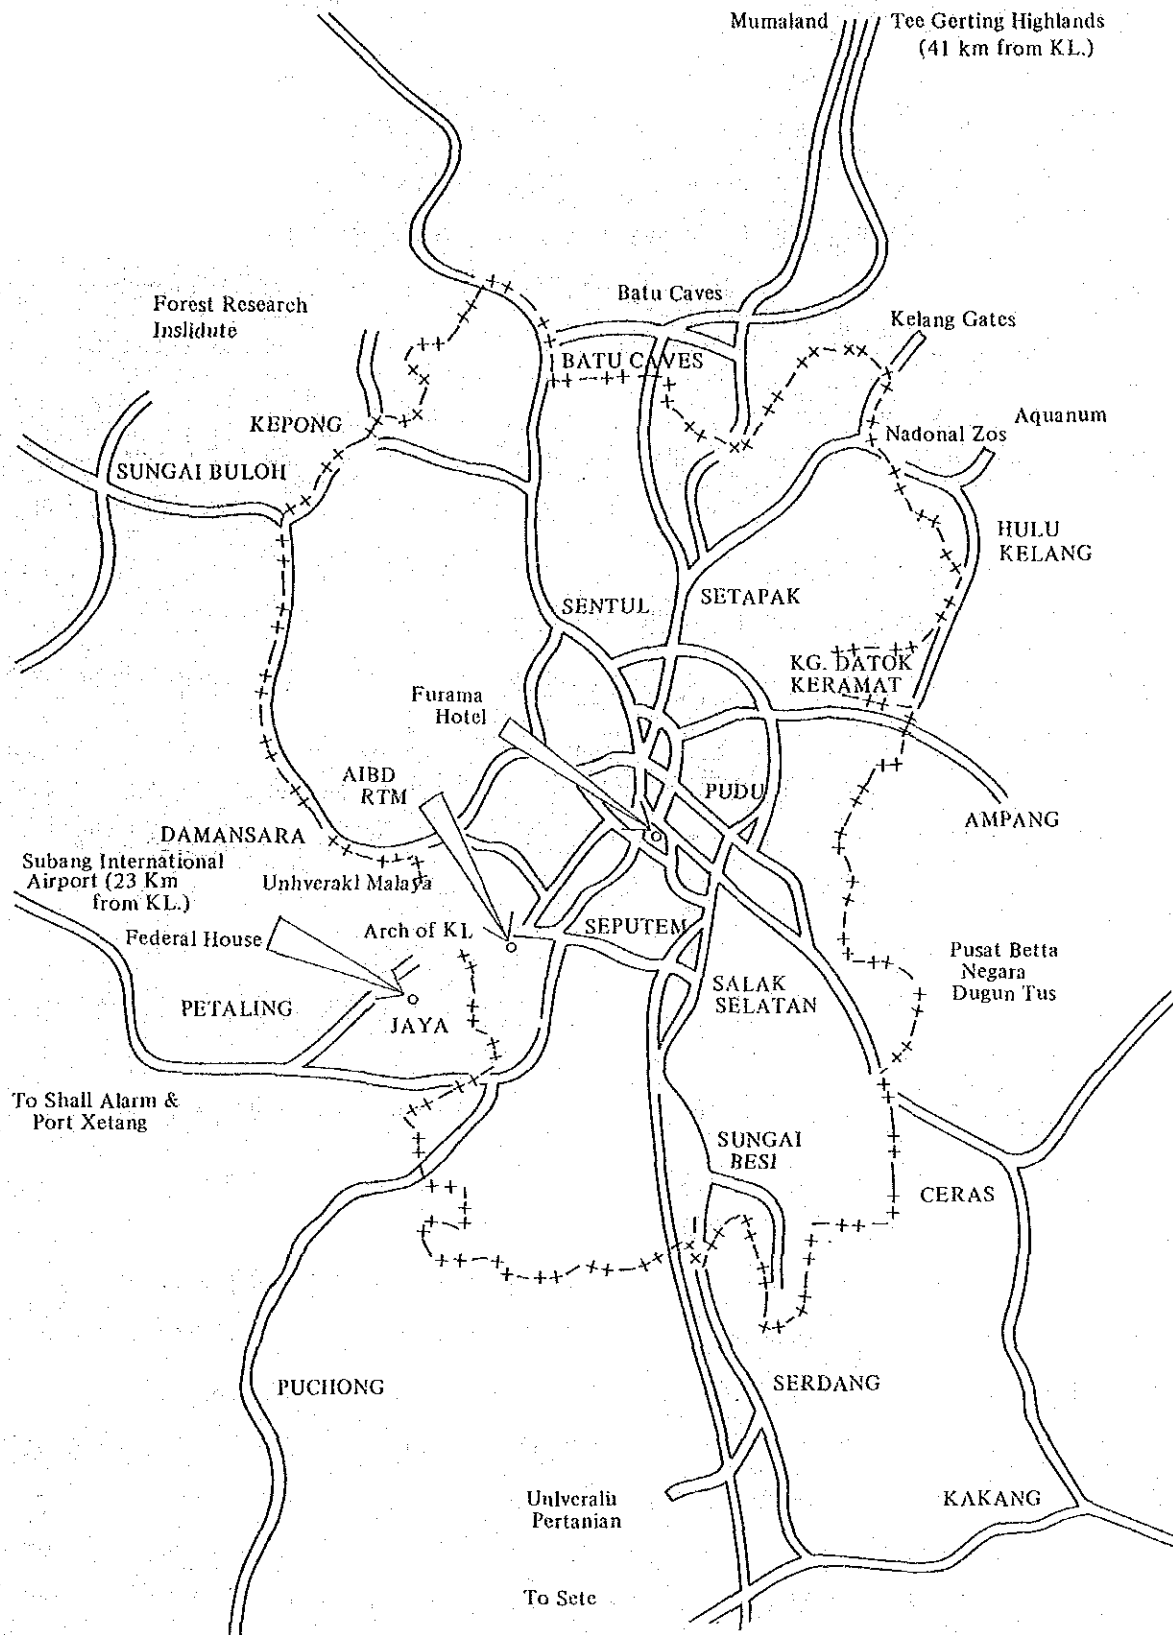 Mumaland
Tee Gerting Highlands
(41 km from KL.)
Batu Caves
Forest Research
Inslidute
Kelang Gates
BATU CAVES
Aquanum
KEPONG
Nadonal Zos
SUNGAI BULOH
HULU
KELANG
SENTUL
SETAPAK
KG. DATOK
KERAMAT
Furama
Hotel
AIBD
RTM
PUDU
AMPANG
DAMANSARA
Subang International
Airport (23 Km
from KL.)
Unhverakl Malaya
Arch of KL
SEPUTEM
Federal House
Pusat Betta
Negara
Dugun Tus
PETALING
JAYA
SALAK
SELATAN
To Shall Alarm &
Port Xetang
SUNGAI
BESI
CERAS
PUCHONG
SERDANG
Unlveralu
Pertanian
KAKANG
To Sete